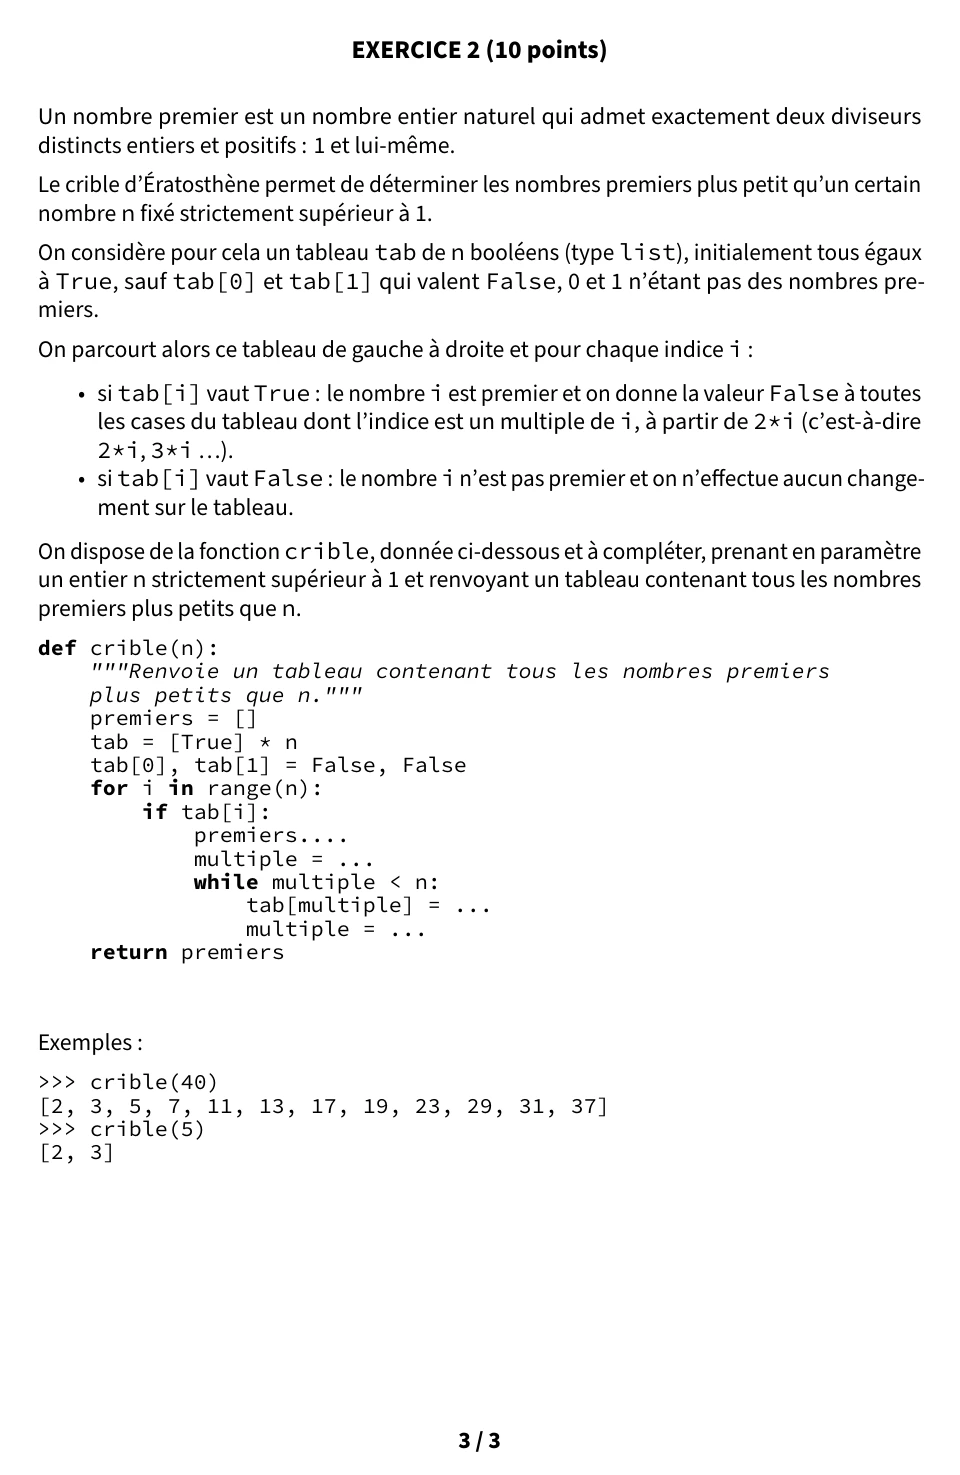 EXERCICE 2 (10 points)
Un nombre premier est un nombre entier naturel qui admet exactement deux diviseurs
distincts entiers et positifs : 1 et lui-même.
Le crible d’Ératosthène permet de déterminer les nombres premiers plus petit qu’un certain
nombre n fixé strictement supérieur à 1.
On considère pour cela un tableau tab de n booléens (type list), initialement tous égaux
à True, sauf tab[0] et tab[1] qui valent False, 0 et 1 n’étant pas des nombres pre-
miers.
On parcourt alors ce tableau de gauche à droite et pour chaque indice i :
• si tab[i] vaut True : le nombre i est premier et on donne la valeur False à toutes
les cases du tableau dont l’indice est un multiple de i, à partir de 2*i (c’est-à-dire
2*i, 3*i …).
• si tab[i] vaut False : le nombre i n’est pas premier et on n’effectue aucun change-
ment sur le tableau.
On dispose de la fonction crible, donnée ci-dessous et à compléter, prenant en paramètre
un entier n strictement supérieur à 1 et renvoyant un tableau contenant tous les nombres
premiers plus petits que n.
def crible(n):
    """Renvoie un tableau contenant tous les nombres premiers
    plus petits que n."""
    premiers = []
    tab = [True] * n
    tab[0], tab[1] = False, False
    for i in range(n):
        if tab[i]:
            premiers....
            multiple = ...
            while multiple < n:
                tab[multiple] = ...
                multiple = ...
    return premiers
Exemples :
>>> crible(40)
[2, 3, 5, 7, 11, 13, 17, 19, 23, 29, 31, 37]
>>> crible(5)
[2, 3]
3 / 3